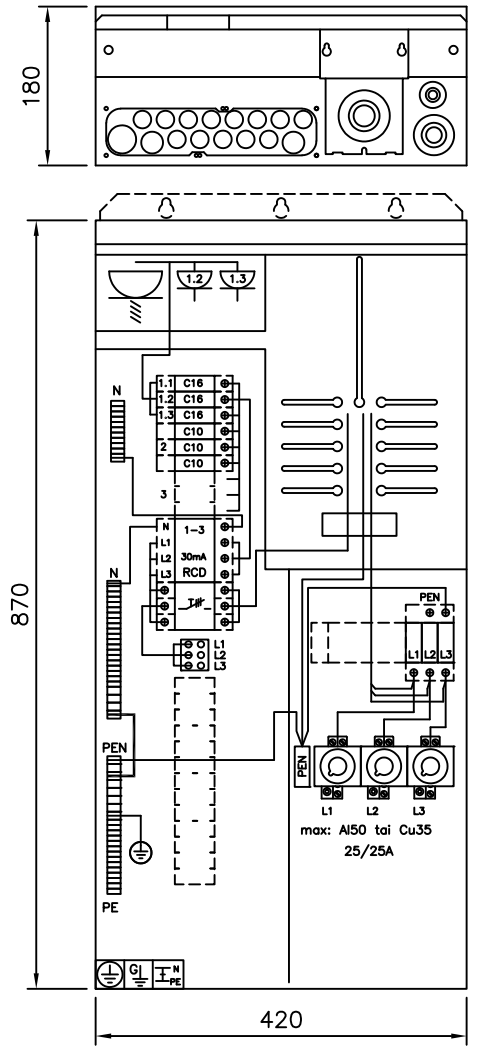 180
870
1.2 1.3
1.1 C16
1.2 C16
1.3 C16
C10
2 C10
C10
3
N
N 1-3
L1
L2 30mA
L3 RCD
L1
L2
L3
N
PEN
PE
PEN
L1 L2 L3
PEN
L1 L2 L3
max: Al50 tai Cu35
25/25A
G N
PE
420